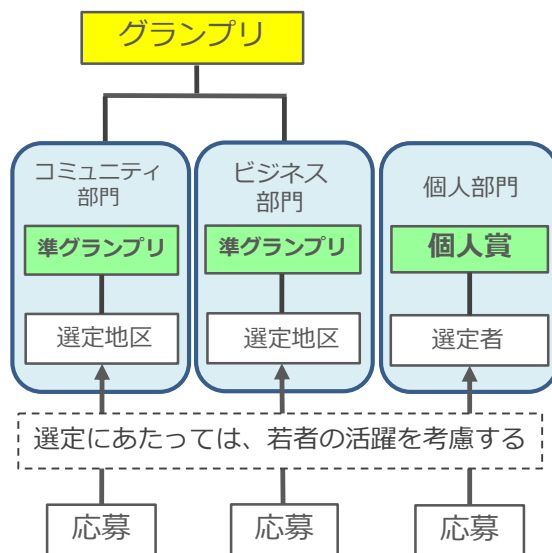 グランプリ
コミュニティ
部門
準グランプリ
選定地区
ビジネス
部門
準グランプリ
選定地区
個人部門
個人賞
選定者
選定にあたっては、若者の活躍を考慮する
応募
応募
応募